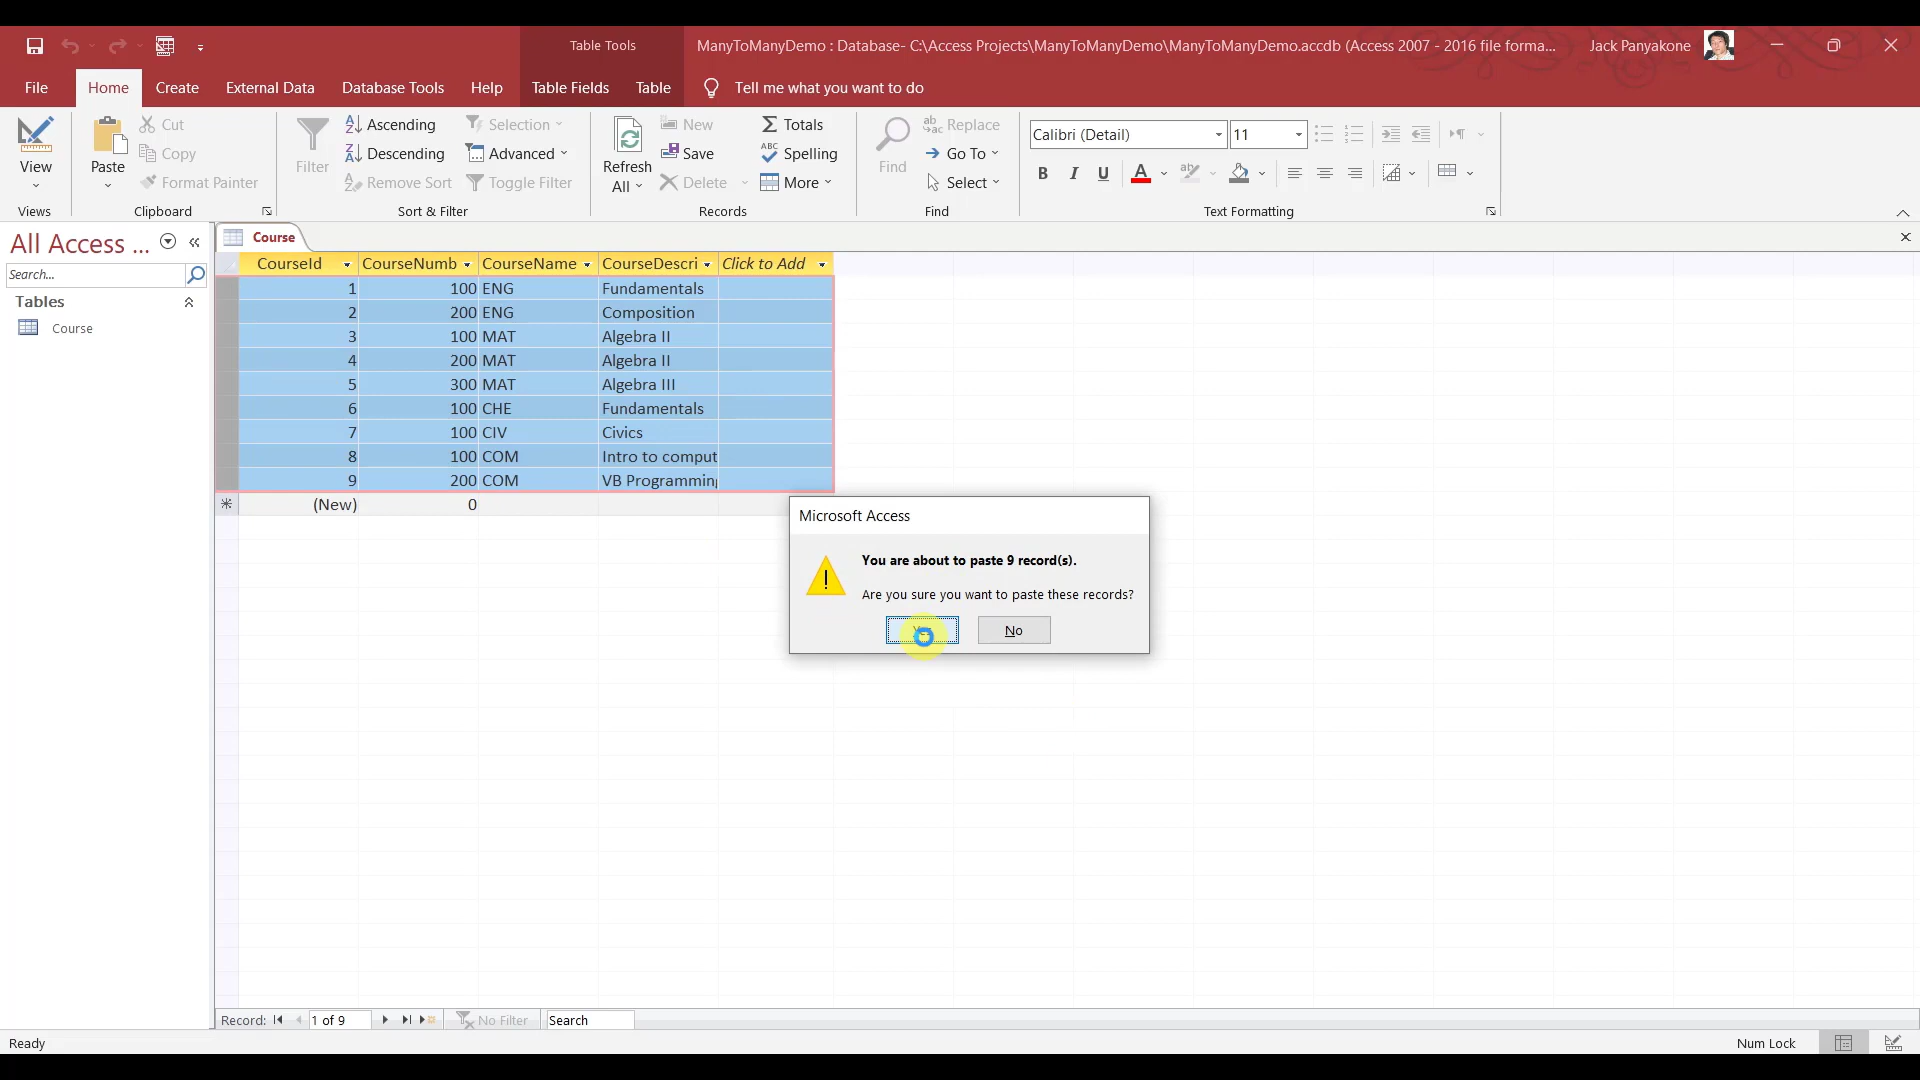 Table Tools
ManyToManyDemo : Database- C:\Access Projects\ManyToManyDemo\ManyToManyDemo.accdb (Access 2007 - 2016 file forma...
Jack Panyakone
File
Home
Create
External Data
Database Tools
Help
Table Fields
Table
Tell me what you want to do
View
Views
Paste
Cut
Copy
Format Painter
Clipboard
Filter
Ascending
Descending
Remove Sort
Selection
Advanced
Toggle Filter
Sort & Filter
Refresh
All
New
Save
Delete
Totals
Spelling
More
Records
Find
Replace
Go To
Select
Find
Calibri (Detail)
11
B I U
Text Formatting
All Access ...
Search...
Tables
Course
Course
CourseId CourseNumb CourseName CourseDescri Click to Add
1 100 ENG Fundamentals
2 200 ENG Composition
3 100 MAT Algebra II
4 200 MAT Algebra II
5 300 MAT Algebra III
6 100 CHE Fundamentals
7 100 CIV Civics
8 100 COM Intro to comput
9 200 COM VB Programming
(New) 0
Microsoft Access
You are about to paste 9 record(s).
Are you sure you want to paste these records?
No
Record: 1 of 9 No Filter Search
Ready
Num Lock